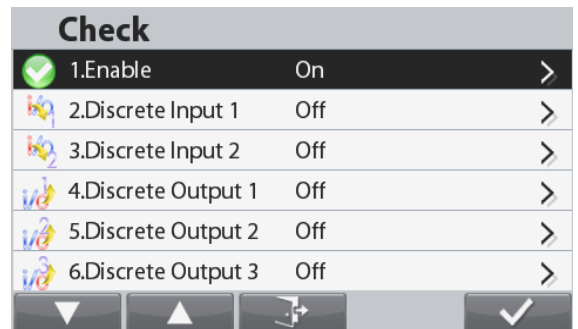 Check
1.Enable On
2.Discrete Input 1 Off
3.Discrete Input 2 Off
4.Discrete Output 1 Off
5.Discrete Output 2 Off
6.Discrete Output 3 Off